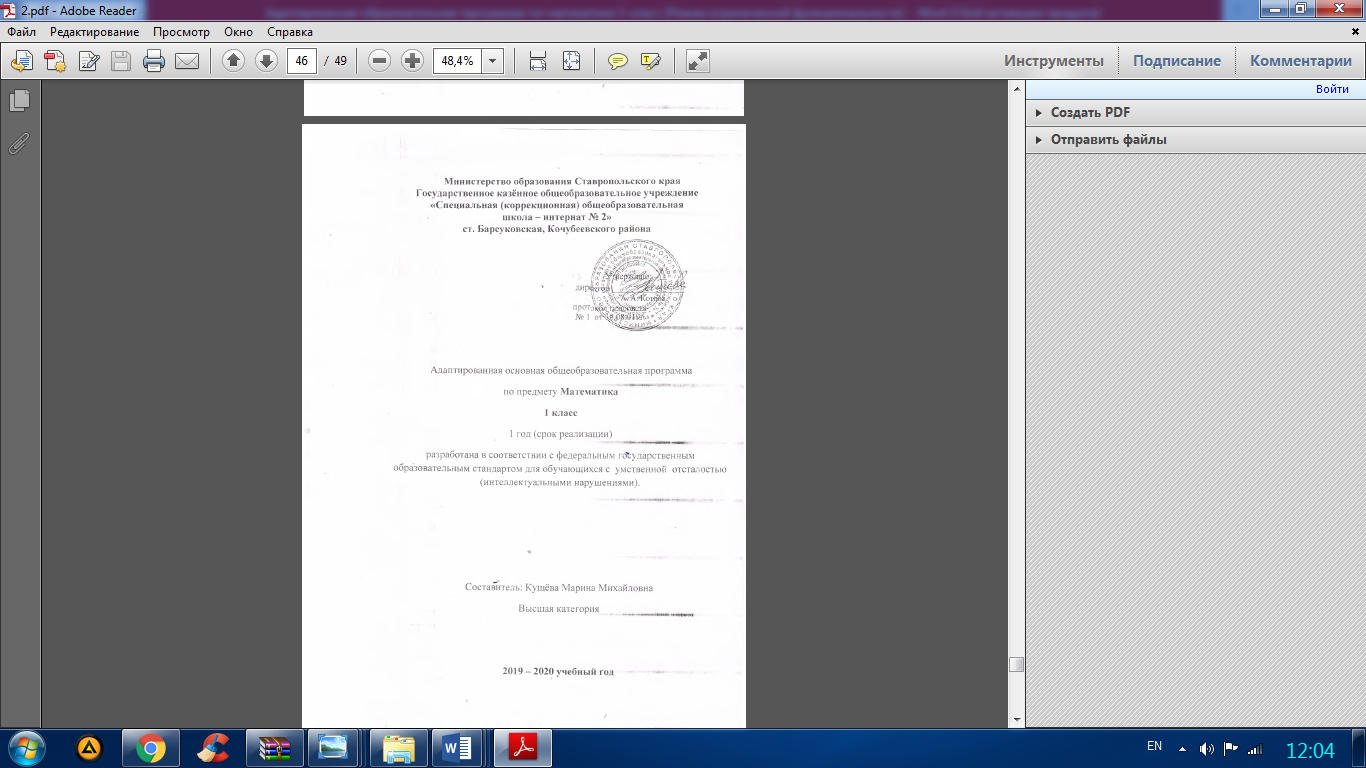 2.pdf - Adobe Reader
Файл Редактирование Просмотр Окно Справка
46 / 49 48,4% Инструменты Подписание Комментарии
Войти
Создать PDF
Отправить файлы
Министерство образования Ставропольского края
Государственное казённое общеобразовательное учреждение
«Специальная (коррекционная) общеобразовательная
школа – интернат № 2»
ст. Барсуковская, Кочубеевского района
директор
№ 1 от
Адаптированная основная общеобразовательная программа
по предмету Математика
1 класс
1 год (срок реализации)
разработана в соответствии с федеральным государственным
образовательным стандартом для обучающихся с умственной отсталостью
(интеллектуальными нарушениями).
Составитель: Кущёва Марина Михайловна
Высшая категория
2019 – 2020 учебный год
EN 12:04